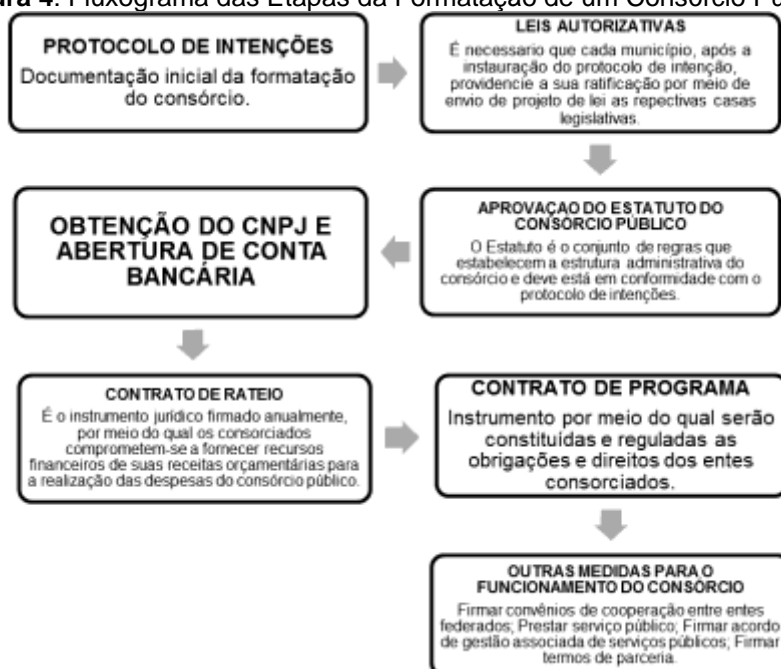 ura 4. Fluxograma das Etapas da Formatação de um Consórcio Pú
PROTOCOLO DE INTENÇÕES
Documentação inicial da formatação
do consórcio.
LEIS AUTORIZATIVAS
É necessario que cada município, após a
instauração do protocolo de intenção,
providencie a sua ratificação por meio de
envio de projeto de lei as repectivas casas
legislativas.
APROVAÇAO DO ESTATUTO DO
CONSÓRCIO PÚBLICO
O Estatuto é o conjunto de regras que
estabelecem a estrutura administrativa do
consórcio e deve está em conformidade com o
protocolo de intenções.
OBTENÇÃO DO CNPJ E
ABERTURA DE CONTA
BANCÁRIA
CONTRATO DE RATEIO
É o instrumento jurídico firmado anualmente,
por meio do qual os consorciados
comprometem-se a fornecer recursos
financeiros de suas receitas orçamentárias para
a realização das despesas do consórcio público.
CONTRATO DE PROGRAMA
Instrumento por meio do qual serão
constituídas e reguladas as
obrigações e direitos dos entes
consorciados.
OUTRAS MEDIDAS PARA O
FUNCIONAMENTO DO CONSÓRCIO
Firmar convênios de cooperação entre entes
federados; Prestar serviço público; Firmar acordo
de gestão associada de serviços públicos; Firmar
termos de parceria.